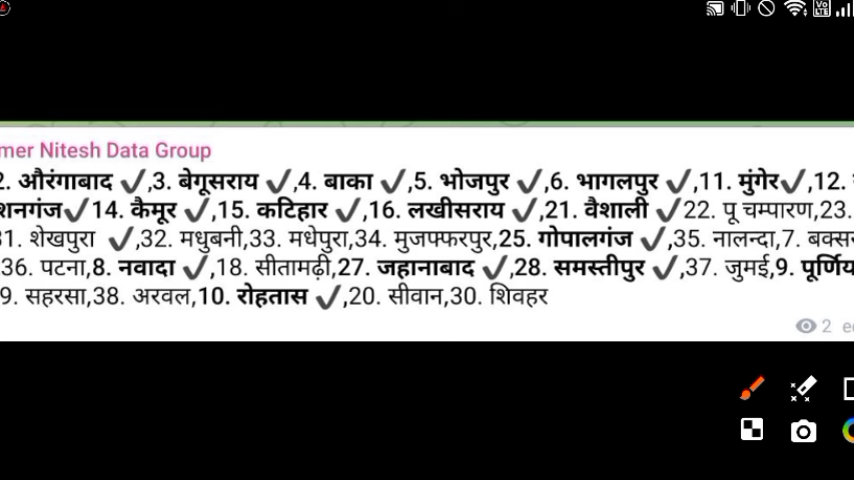 mer Nitesh Data Group
2. औरंगाबाद ✔,3. बेगूसराय ✔,4. बाका ✔,5. भोजपुर ✔,6. भागलपुर ✔,11. मुंगेर✔,12.
शनगंज✔14. कैमूर ✔,15. कटिहार ✔,16. लखीसराय ✔,21. वैशाली ✔22. पू चम्पारण,23.
31. शेखपुरा ✔,32. मधुबनी,33. मधेपुरा,34. मुजफ्फरपुर,25. गोपालगंज ✔,35. नालन्दा,7. बक्स
36. पटना,8. नवादा ✔,18. सीतामढ़ी,27. जहानाबाद ✔,28. समस्तीपुर ✔,37. जुमई,9. पूर्णिय
9. सहरसा,38. अरवल,10. रोहतास ✔,20. सीवान,30. शिवहर
2 e